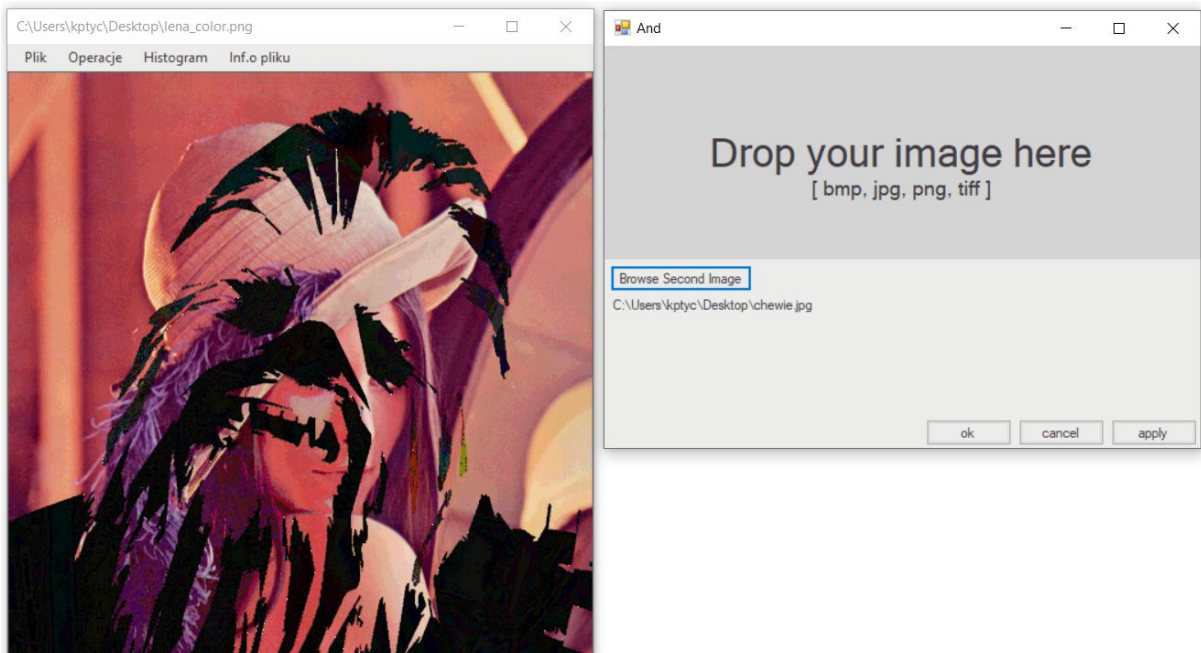 C:\Users\kptyc\Desktop\lena_color.png
Plik Operacje Histogram Inf.o pliku
And
Drop your image here
[ bmp, jpg, png, tiff ]
Browse Second Image
C:\Users\kptyc\Desktop\chewie.jpg
ok cancel apply